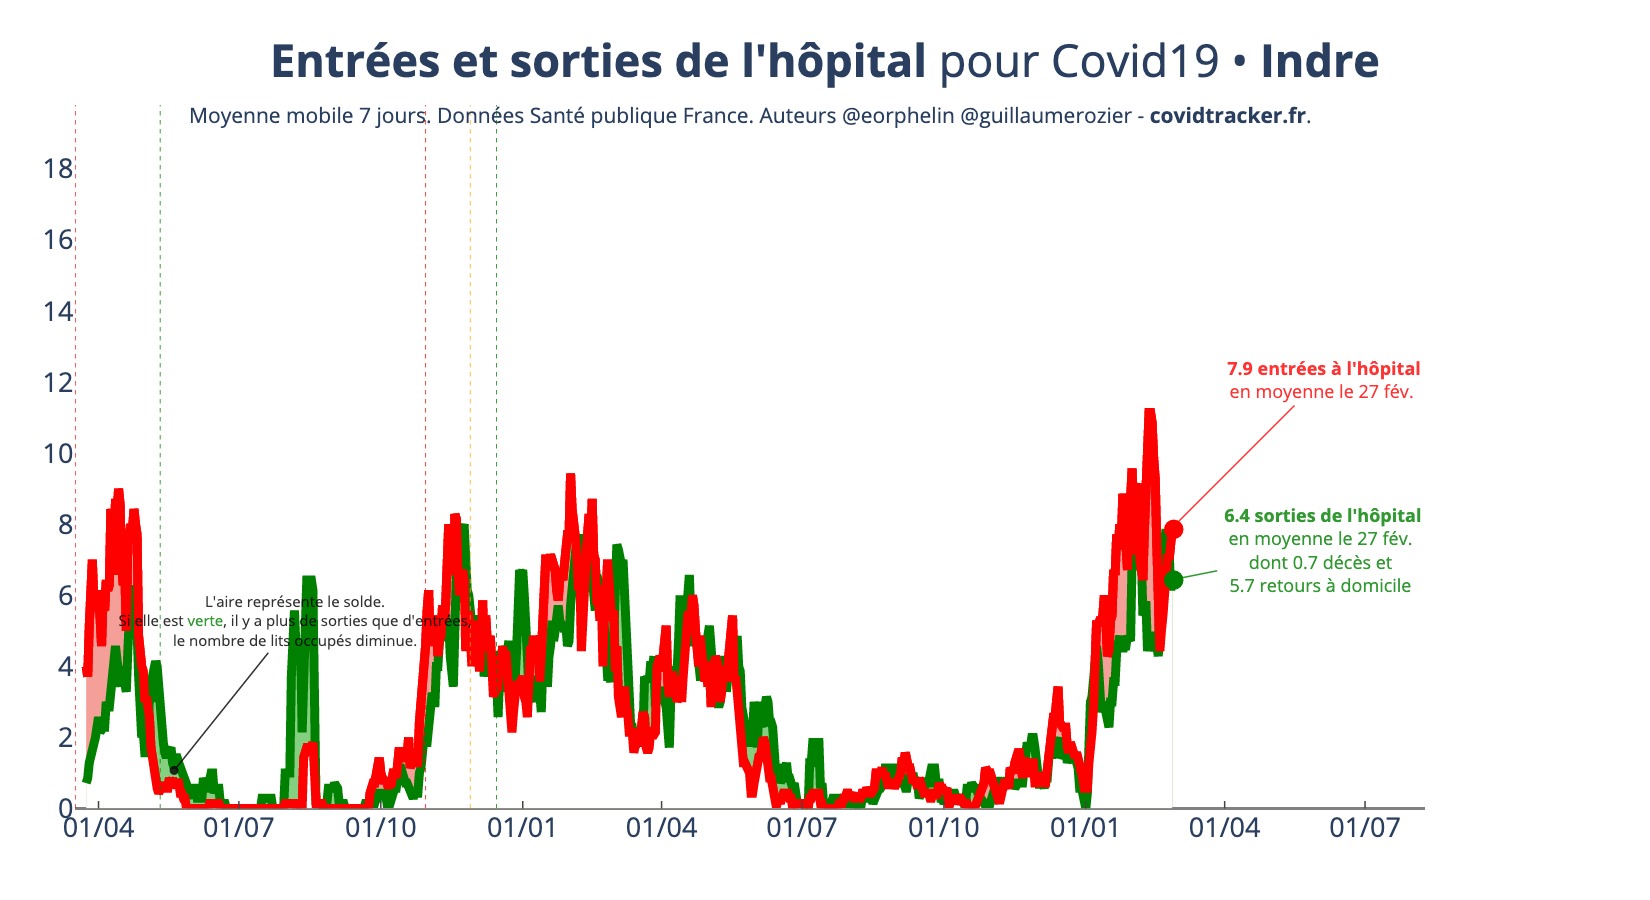 Entrées et sorties de l'hôpital pour Covid19 • Indre
Moyenne mobile 7 jours. Données Santé publique France. Auteurs @eorphelin @guillaumerozier - covidtracker.fr.
18
16
14
12
10
8
6
4
2
0
7.9 entrées à l'hôpital
en moyenne le 27 fév.
6.4 sorties de l'hôpital
en moyenne le 27 fév.
dont 0.7 décès et
5.7 retours à domicile
L'aire représente le solde.
Si elle est verte, il y a plus de sorties que d'entrées,
le nombre de lits occupés diminue.
01/04 01/07 01/10 01/01 01/04 01/07 01/10 01/01 01/04 01/07